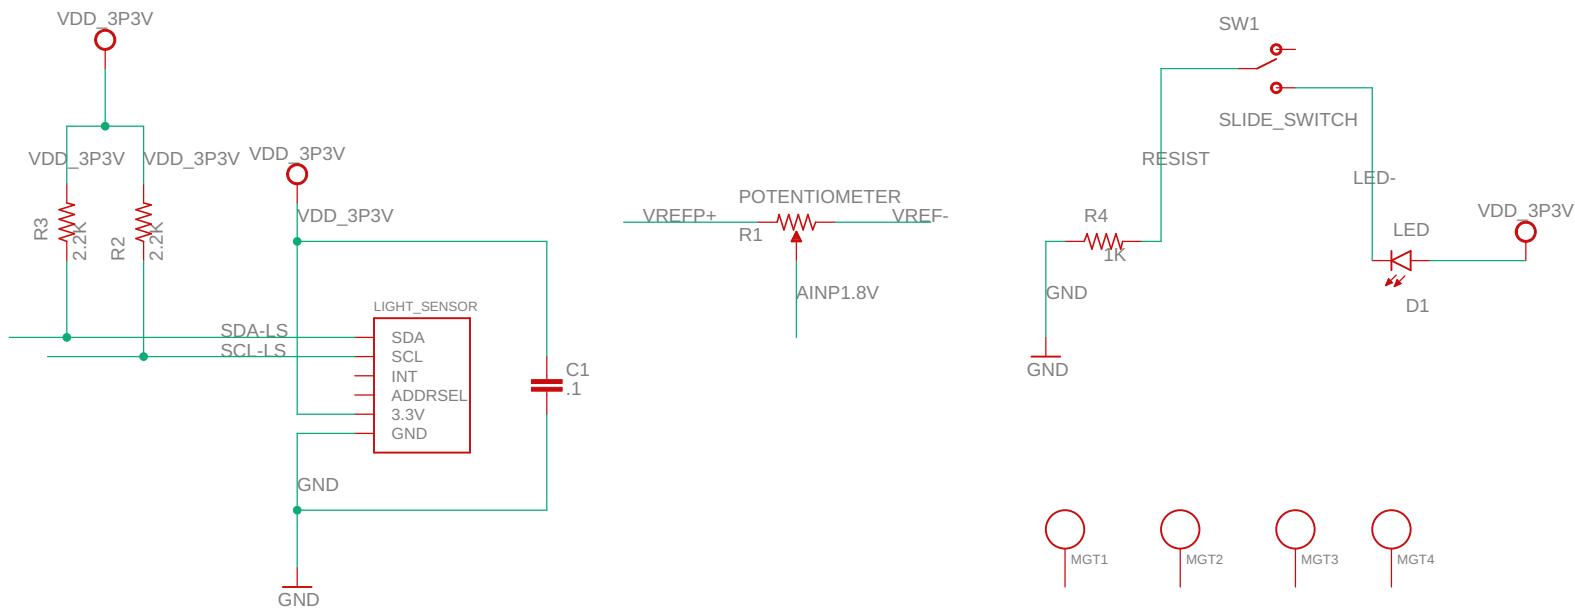 VDD_3P3V
VDD_3P3V
VDD_3P3V
R3
2.2K
R2
2.2K
VDD_3P3V
VDD_3P3V
SDA-LS
SCL-LS
LIGHT_SENSOR
SDA
SCL
INT
ADDRSEL
3.3V
GND
C1
.1
GND
GND
POTENTIOMETER
VREFP+
VREF-
R1
AINP1.8V
SW1
SLIDE_SWITCH
RESIST
LED-
R4
1K
GND
GND
LED
D1
VDD_3P3V
MGT1
MGT2
MGT3
MGT4